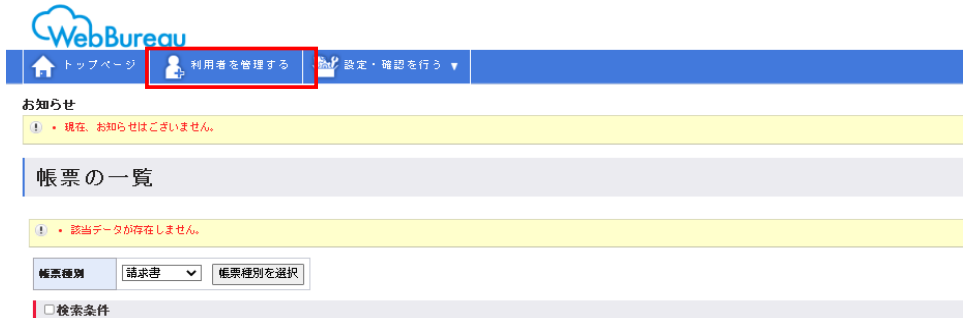 WebBureau
トップページ 利用者を管理する 設定・確認を行う ▼
お知らせ
• 現在、お知らせはございません。
帳票の一覧
• 該当データが存在しません。
帳票種別 請求書 帳票種別を選択
検索条件